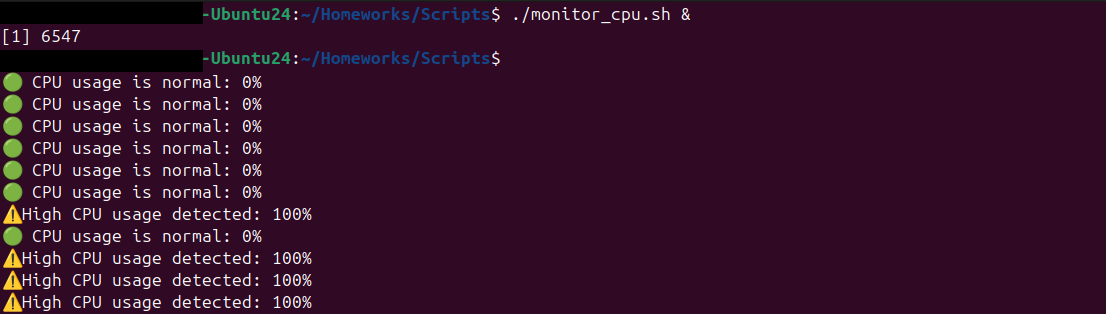 -Ubuntu24:~/Homeworks/Scripts$ ./monitor_cpu.sh &
[1] 6547
-Ubuntu24:~/Homeworks/Scripts$
🟢 CPU usage is normal: 0%
🟢 CPU usage is normal: 0%
🟢 CPU usage is normal: 0%
🟢 CPU usage is normal: 0%
🟢 CPU usage is normal: 0%
🟢 CPU usage is normal: 0%
⚠️High CPU usage detected: 100%
🟢 CPU usage is normal: 0%
⚠️High CPU usage detected: 100%
⚠️High CPU usage detected: 100%
⚠️High CPU usage detected: 100%